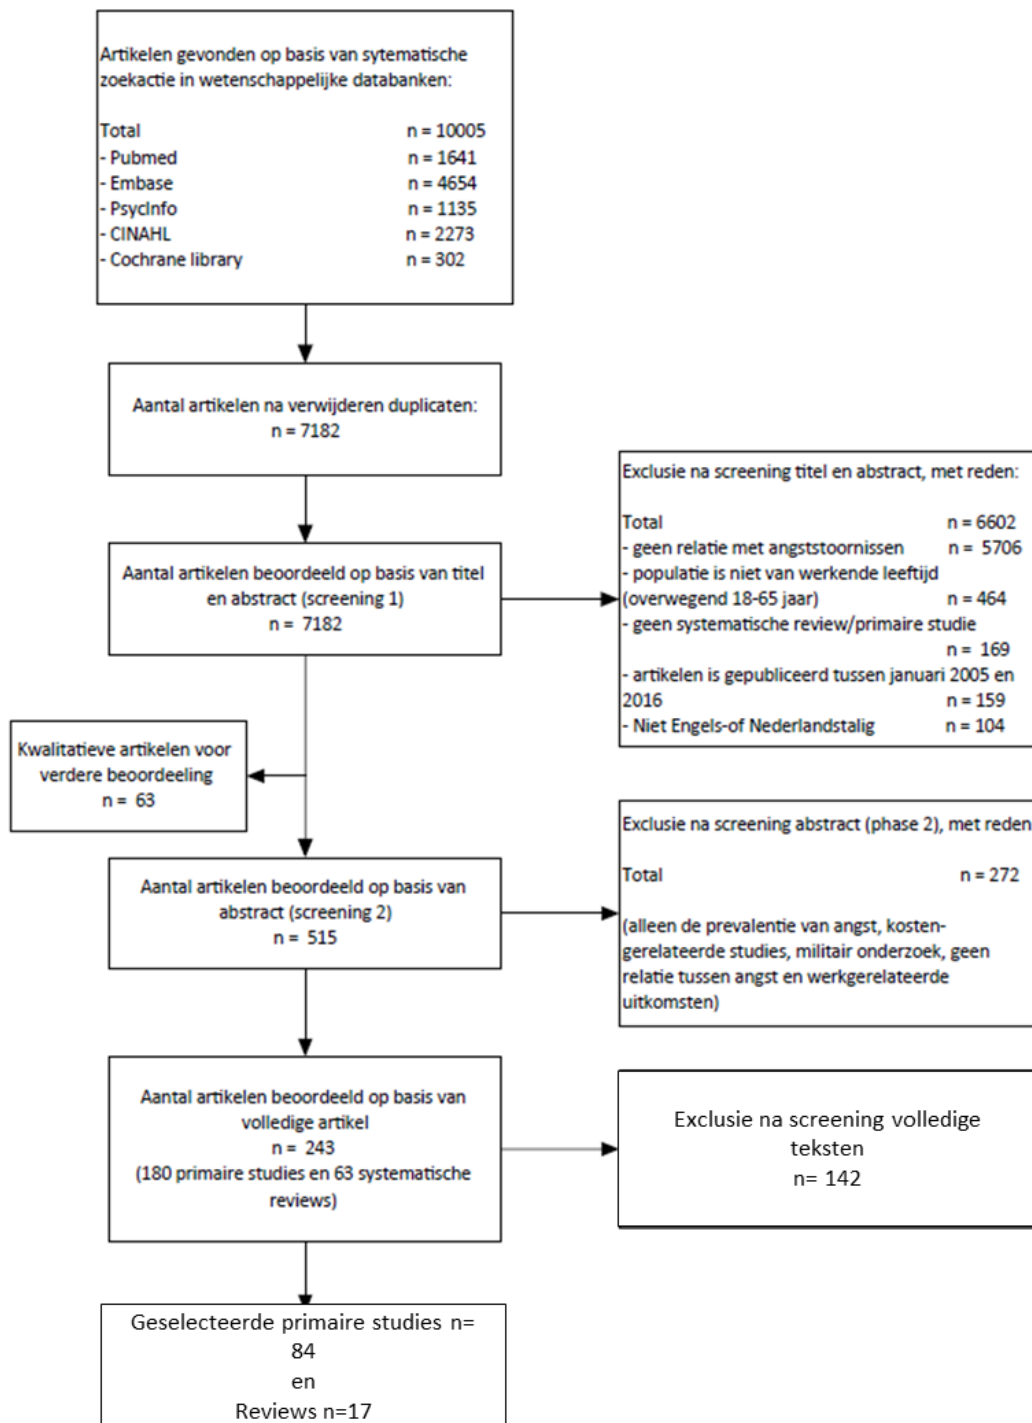 Artikelen gevonden op basis van sytematische
zoekactie in wetenschappelijke databanken:
Total n = 10005
- Pubmed n = 1641
- Embase n = 4654
- PsycInfo n = 1135
- CINAHL n = 2273
- Cochrane library n = 302
Aantal artikelen na verwijderen duplicaten:
n = 7182
Aantal artikelen beoordeeld op basis van titel
en abstract (screening 1)
n = 7182
Exclusie na screening titel en abstract, met reden:
Total n = 6602
- geen relatie met angststoornissen n = 5706
- populatie is niet van werkende leeftijd
(overwegend 18-65 jaar) n = 464
- geen systematische review/primaire studie
n = 169
- artikelen is gepubliceerd tussen januari 2005 en
2016 n = 159
- Niet Engels-of Nederlandstalig n = 104
Kwalitatieve artikelen voor
verdere beoordeeling
n = 63
Aantal artikelen beoordeeld op basis van
abstract (screening 2)
n = 515
Exclusie na screening abstract (phase 2), met reden
Total n = 272
(alleen de prevalentie van angst, kosten-
gerelateerde studies, militair onderzoek, geen
relatie tussen angst en werkgerelateerde
uitkomsten)
Aantal artikelen beoordeeld op basis van
volledige artikel
n = 243
(180 primaire studies en 63 systematische
reviews)
Exclusie na screening volledige
teksten
n= 142
Geselecteerde primaire studies n=
84
en
Reviews n=17